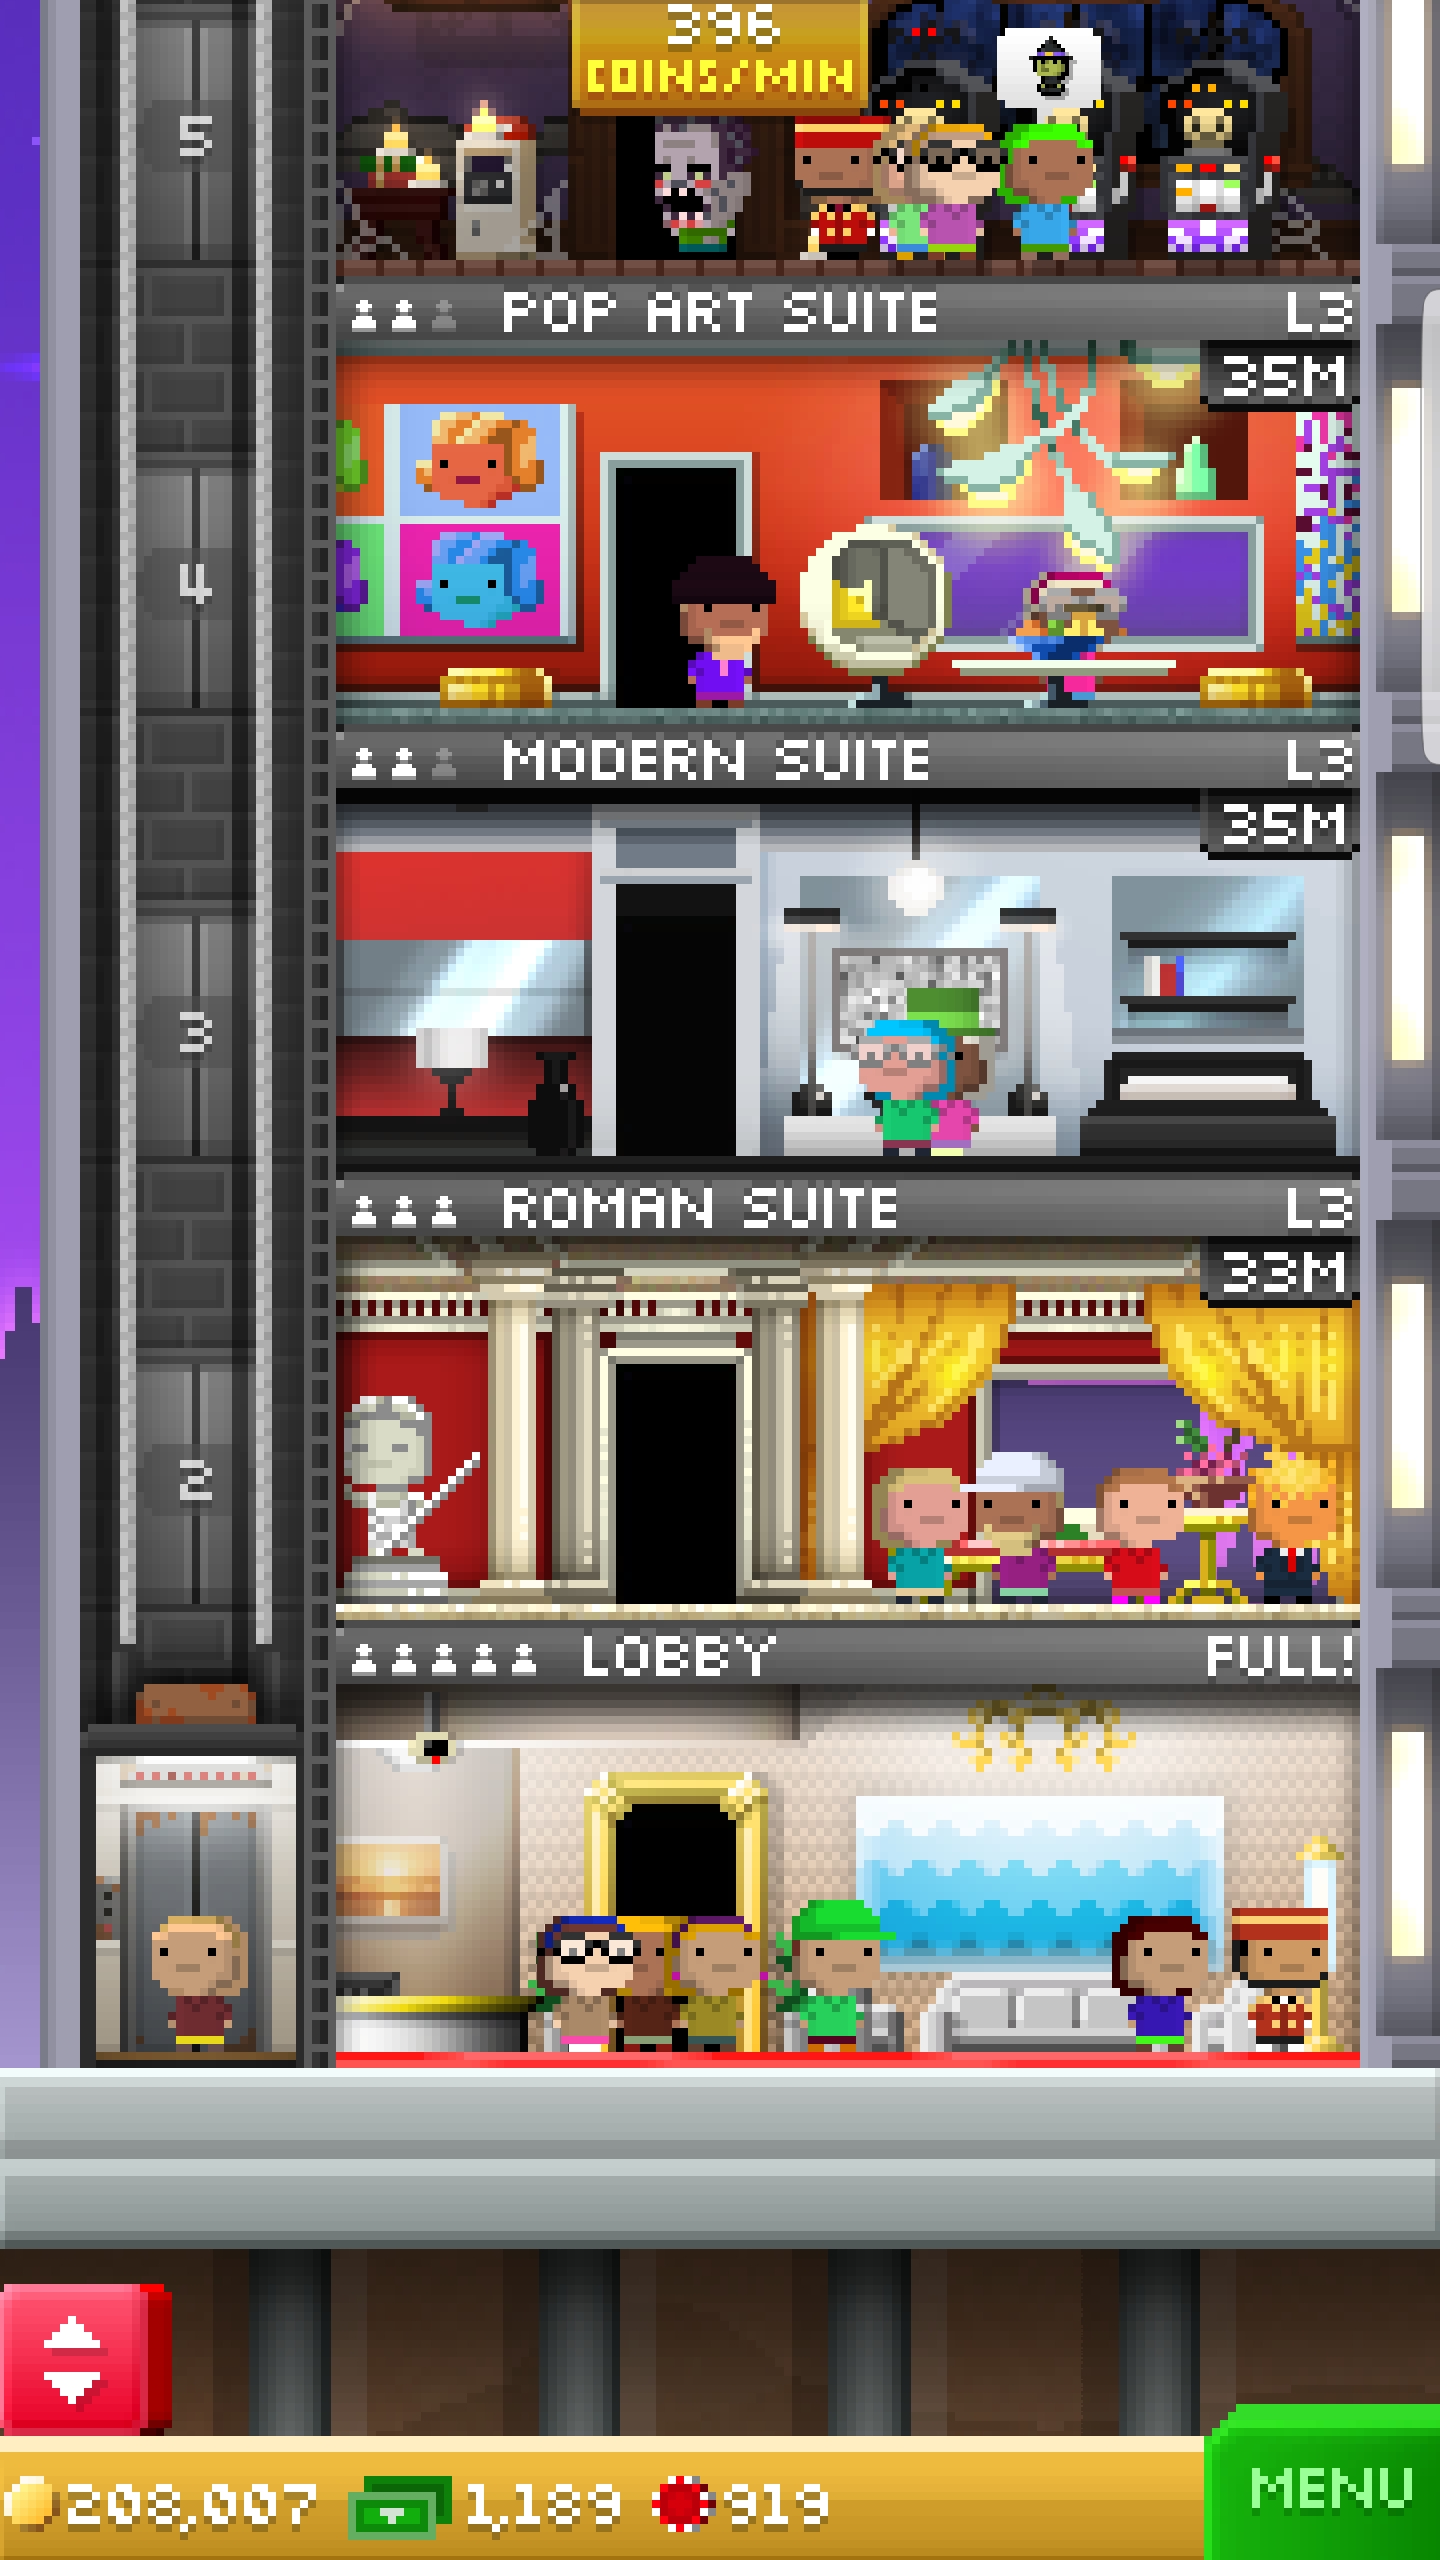 396
COINS/MIN
5
POP ART SUITE L3
35M
4
MODERN SUITE L3
35M
3
ROMAN SUITE L3
33M
2
LOBBY FULL!
208,007 1,189 919
MENU